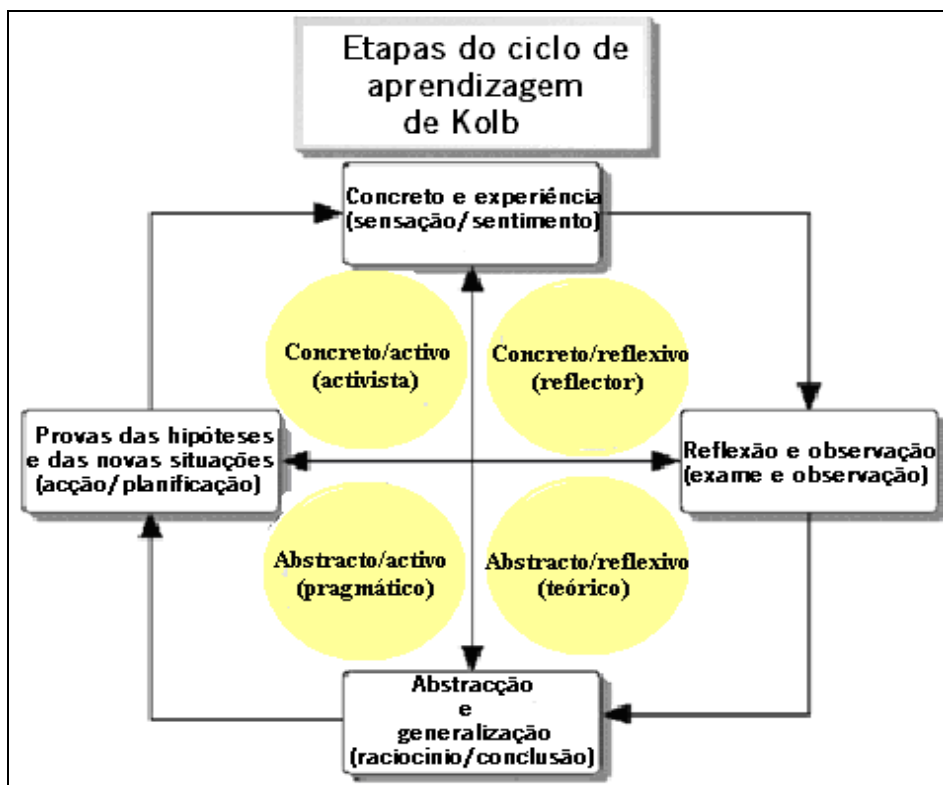 Etapas do ciclo de
aprendizagem
de Kolb
Concreto e experiência
(sensação/sentimento)
Concreto/activo
(activista)
Concreto/reflexivo
(reflector)
Provas das hipóteses
e das novas situações
(acção/planificação)
Reflexão e observação
(exame e observação)
Abstracto/activo
(pragmático)
Abstracto/reflexivo
(teórico)
Abstracção
e
generalização
(raciocinio/conclusão)